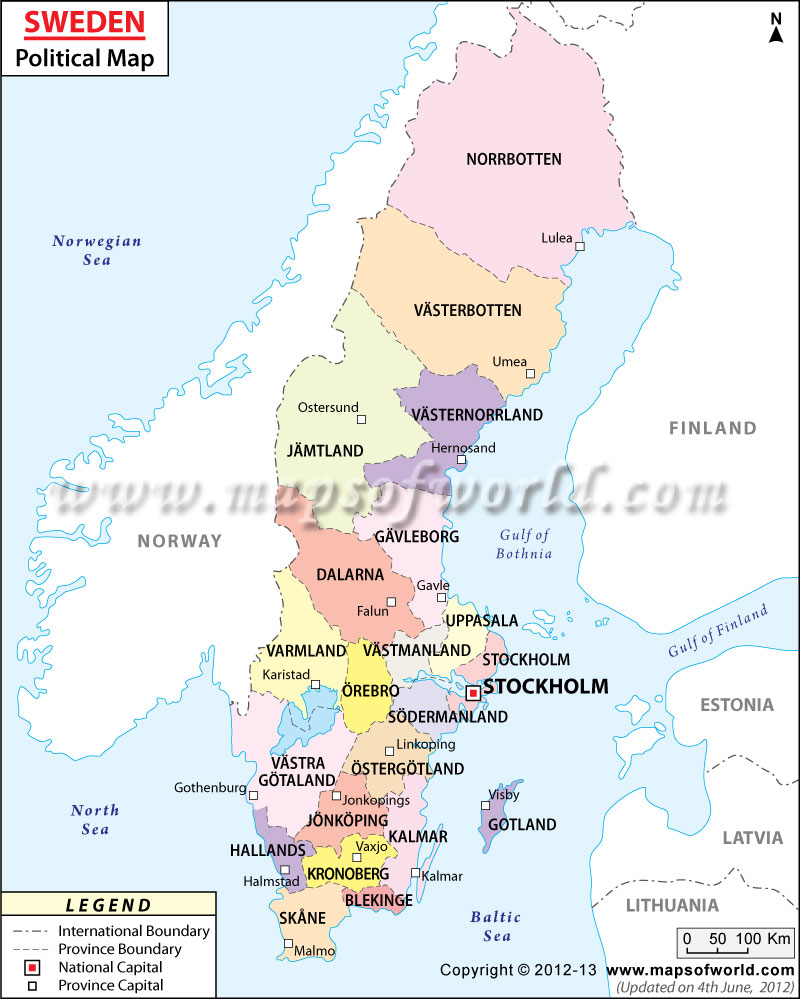 SWEDEN
Political Map
N
NORRBOTTEN
Lulea
Norwegian
Sea
VÄSTERBOTTEN
Umea
Ostersund
VÄSTERNORRLAND
FINLAND
JÄMTLAND
Hernosand
www.mapsofworld.com
NORWAY
GÄVLEBORG
Gulf of
Bothnia
DALARNA
Gavle
Falun
UPPASALA
Gulf of Finland
VARMLAND
VÄSTMANLAND
STOCKHOLM
Karistad
ÖREBRO
STOCKHOLM
ESTONIA
SÖDERMANLAND
Linkoping
VÄSTRA
GÖTALAND
ÖSTERGÖTLAND
Gothenburg
Jonkopings
Visby
North
Sea
JÖNKÖPING
KALMAR
GOTLAND
LATVIA
HALLANDS
Vaxjo
KRONOBERG
Halmstad
Kalmar
BLEKINGE
LITHUANIA
SKÅNE
Baltic
Sea
Malmo
LEGEND
International Boundary
Province Boundary
National Capital
Province Capital
0 50 100 Km
Copyright © 2012-13 www.mapsofworld.com
(Updated on 4th June, 2012)